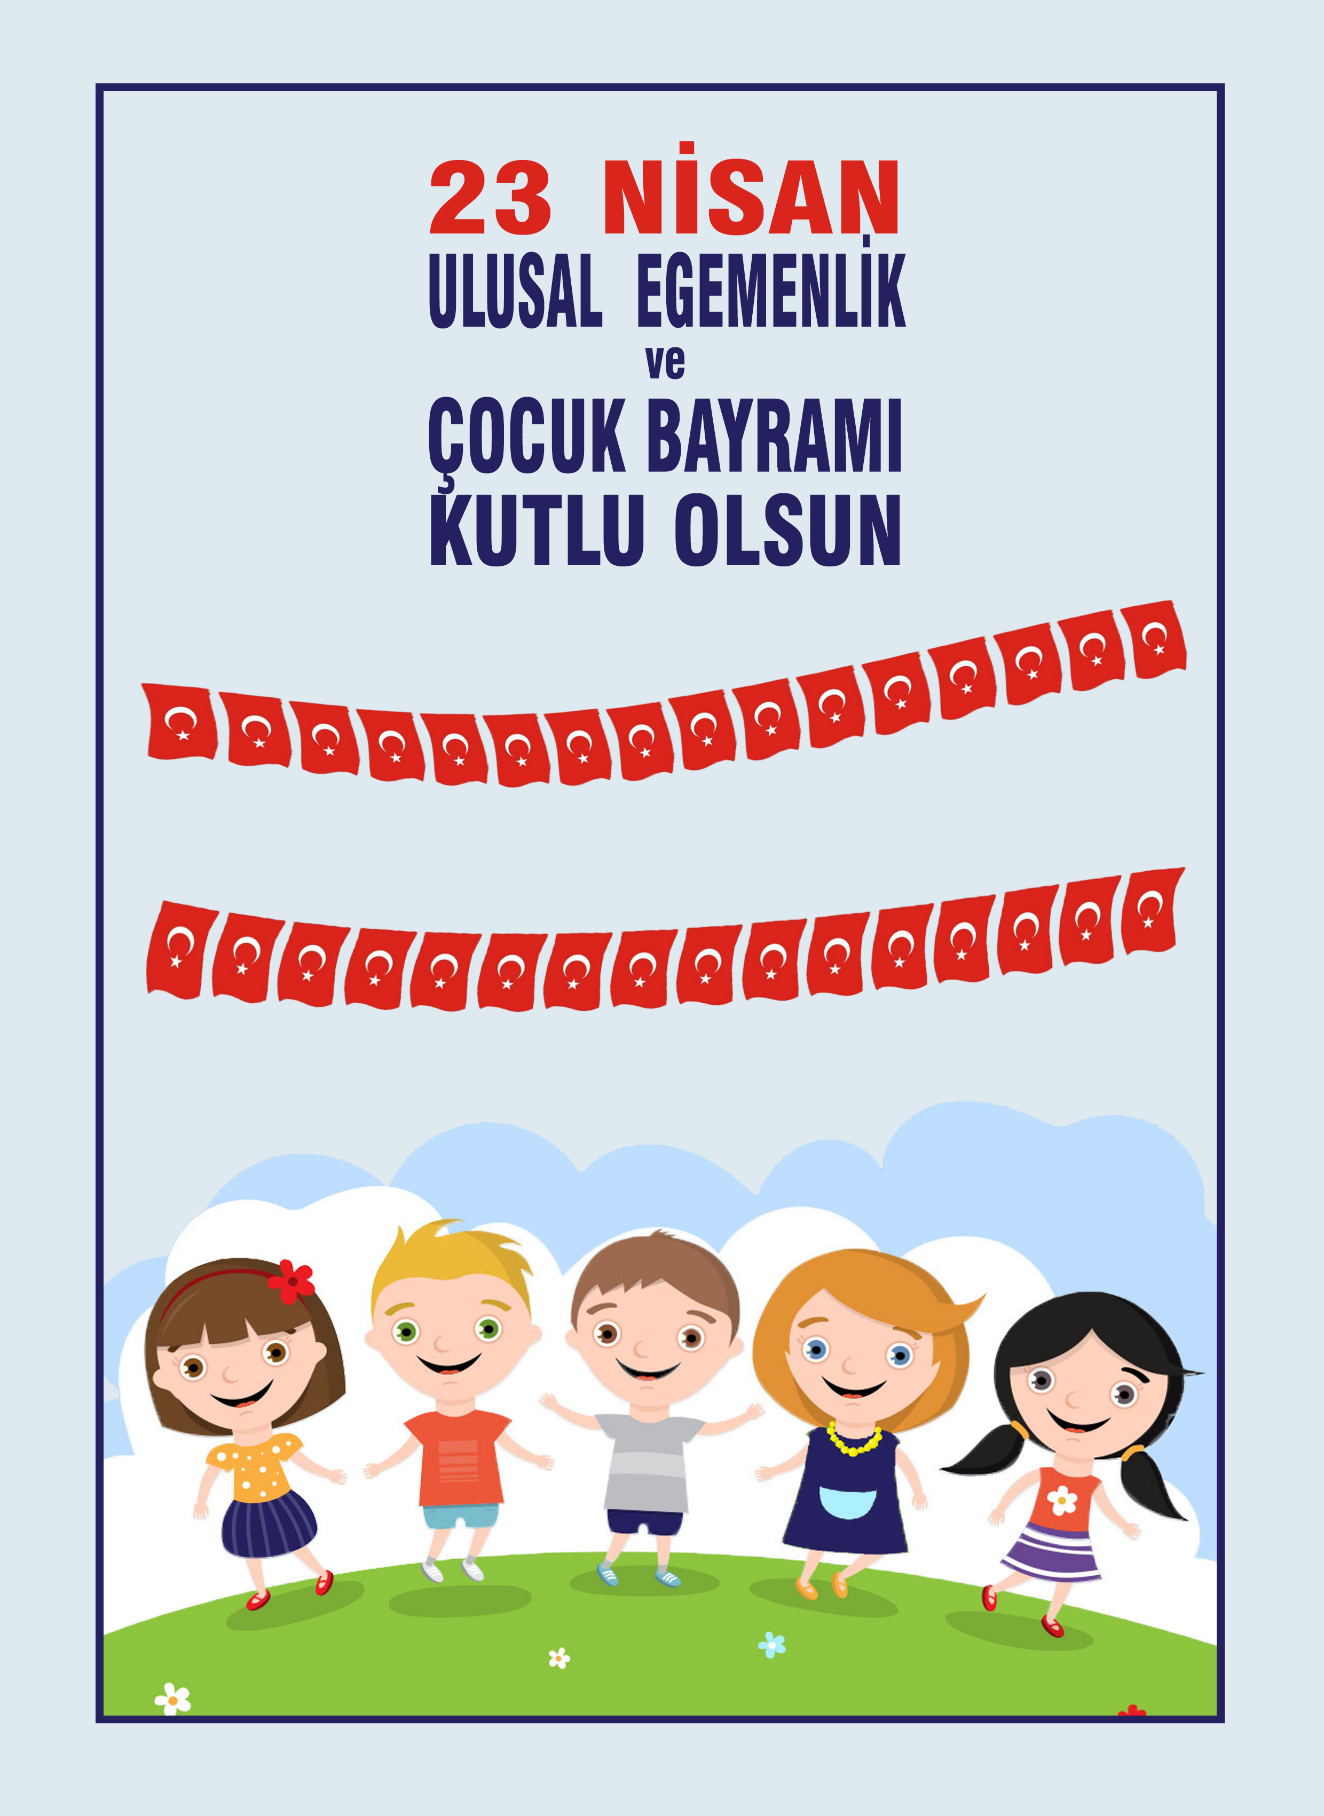 23 NİSAN
ULUSAL EGEMENLİK
ve
ÇOCUK BAYRAMI
KUTLU OLSUN